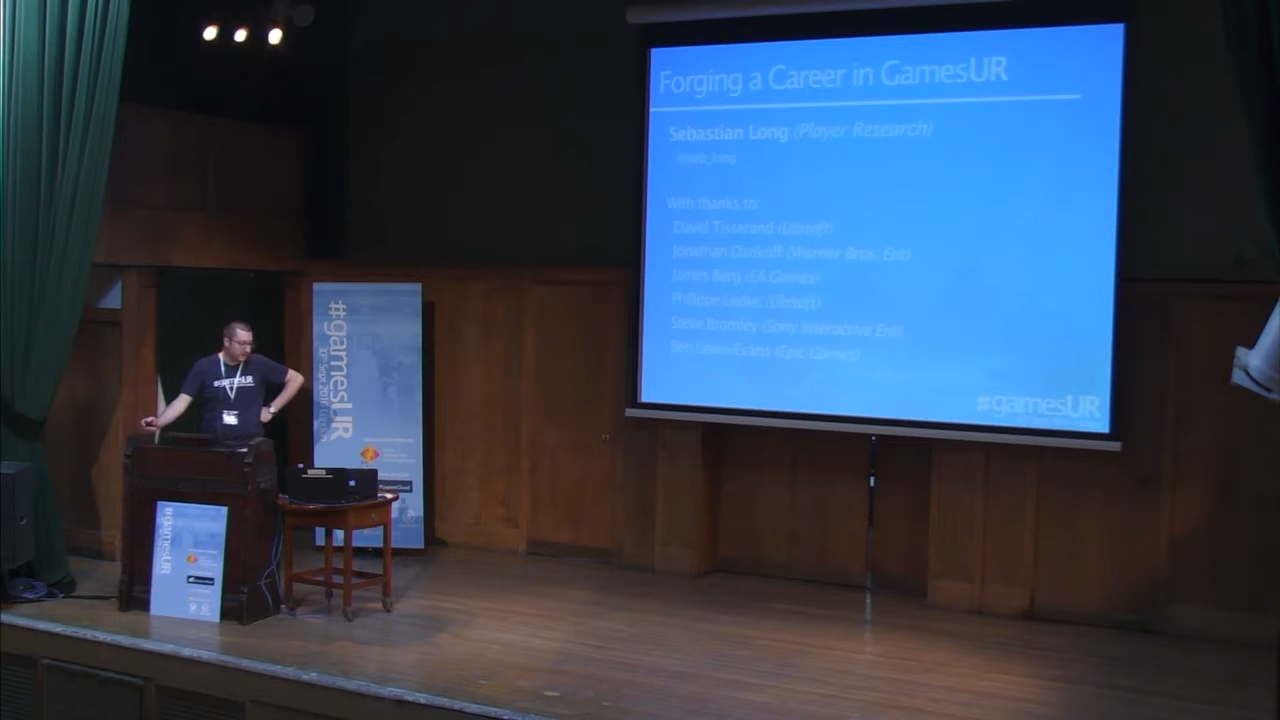 Forging a Career in GamesUR
Sebastian Long (Player Research)
@seb_long
With thanks to:
David Tisserand (Ubisoft)
Jonathan Dankoff (Warner Bros. Ent)
James Berg (EA Games)
Philippe Leduc (Ubisoft)
Steve Bromley (Sony Interactive Ent)
Ben Lewis-Evans (Epic Games)
#gamesUR
#gamesUR
#gamesUR
#gamesUR